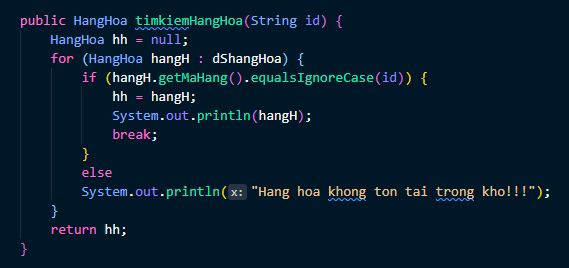 public HangHoa timkiemHangHoa(String id) {
    HangHoa hh = null;
    for (HangHoa hangH : dShangHoa) {
        if (hangH.getMaHang().equalsIgnoreCase(id)) {
            hh = hangH;
            System.out.println(hangH);
            break;
        }
        else
        System.out.println(x: "Hang hoa khong ton tai trong kho!!!");
    }
    return hh;
}